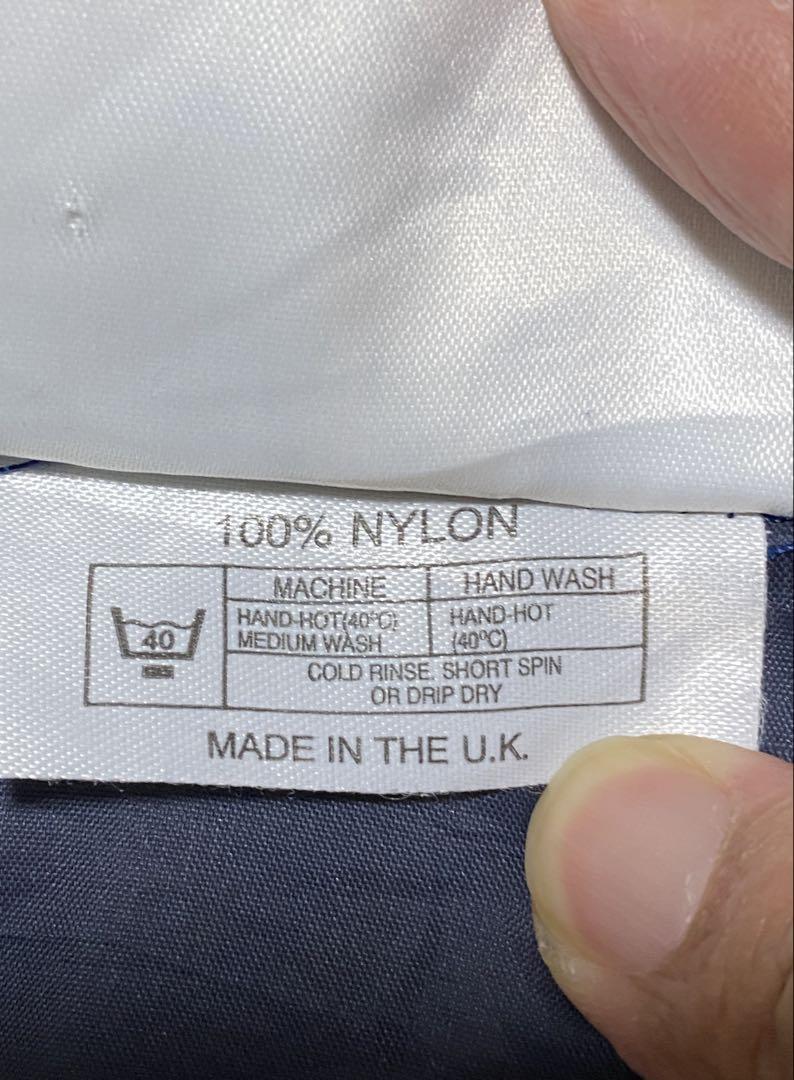 100% NYLON
MACHINE HAND WASH
HAND-HOT(40°C) HAND-HOT
40 MEDIUM WASH (40°C)
COLD RINSE. SHORT SPIN
OR DRIP DRY
MADE IN THE U.K.